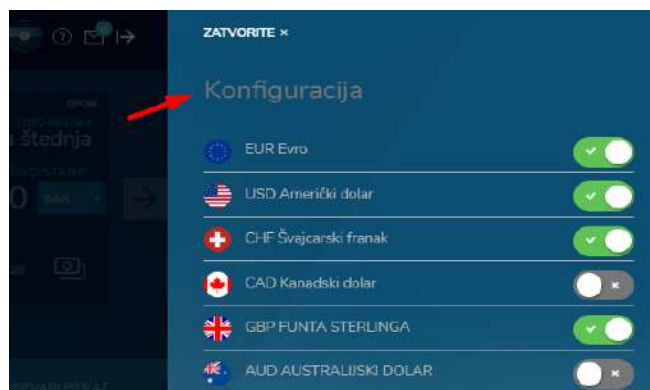 ZATVORITE ×
Konfiguracija
štednja
EUR Evro
USD Američki dolar
CHF Švajcarski franak
CAD Kanadski dolar
GBP FUNTA STERLINGA
AUD AUSTRALIJSKI DOLAR